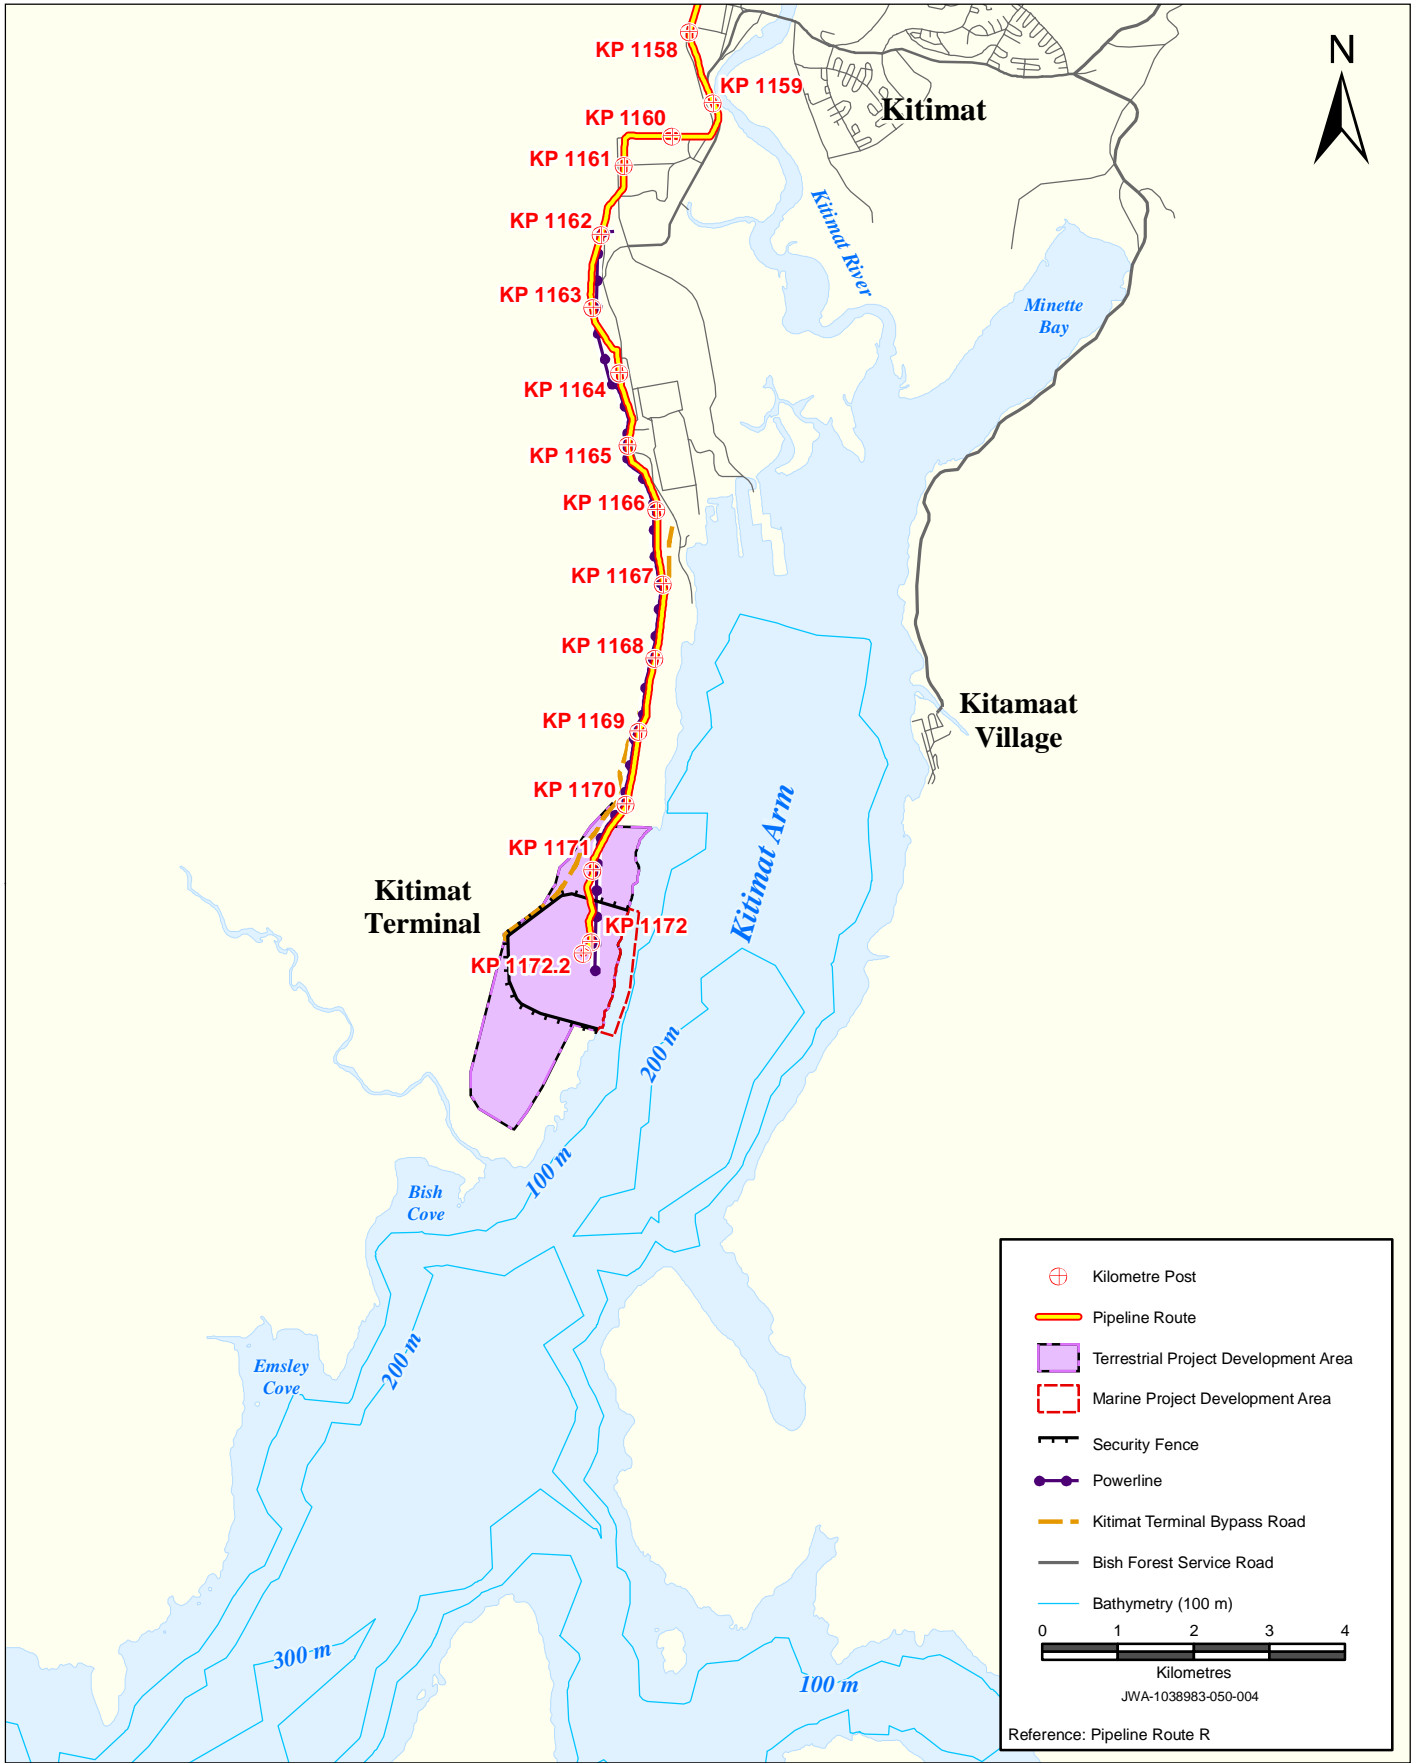 N
KP 1158
KP 1159
Kitimat
KP 1160
KP 1161
KP 1162
Kitimat River
KP 1163
Minette
Bay
KP 1164
KP 1165
KP 1166
KP 1167
KP 1168
Kitamaat
Village
KP 1169
KP 1170
Kitimat Arm
KP 1171
Kitimat
Terminal
KP 1172
KP 1172.2
200 m
100 m
Bish
Cove
Emsley
Cove
200 m
300 m
100 m
Kilometre Post
Pipeline Route
Terrestrial Project Development Area
Marine Project Development Area
Security Fence
Powerline
Kitimat Terminal Bypass Road
Bish Forest Service Road
Bathymetry (100 m)
0 1 2 3 4
Kilometres
JWA-1038983-050-004
Reference: Pipeline Route R